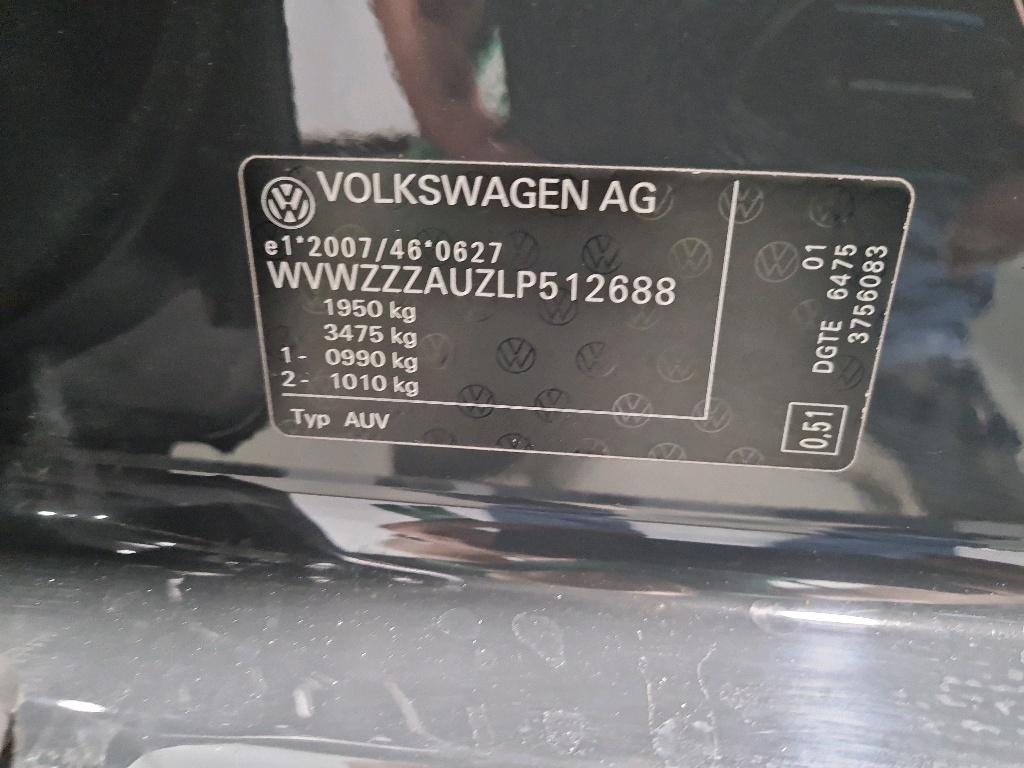 VOLKSWAGEN AG
e1*2007/46*0627
WVWZZZAUZLP512688
1950 kg
3475 kg
1- 0990 kg
2- 1010 kg
Typ AUV
01
DGTE 6475
3756083
0,51